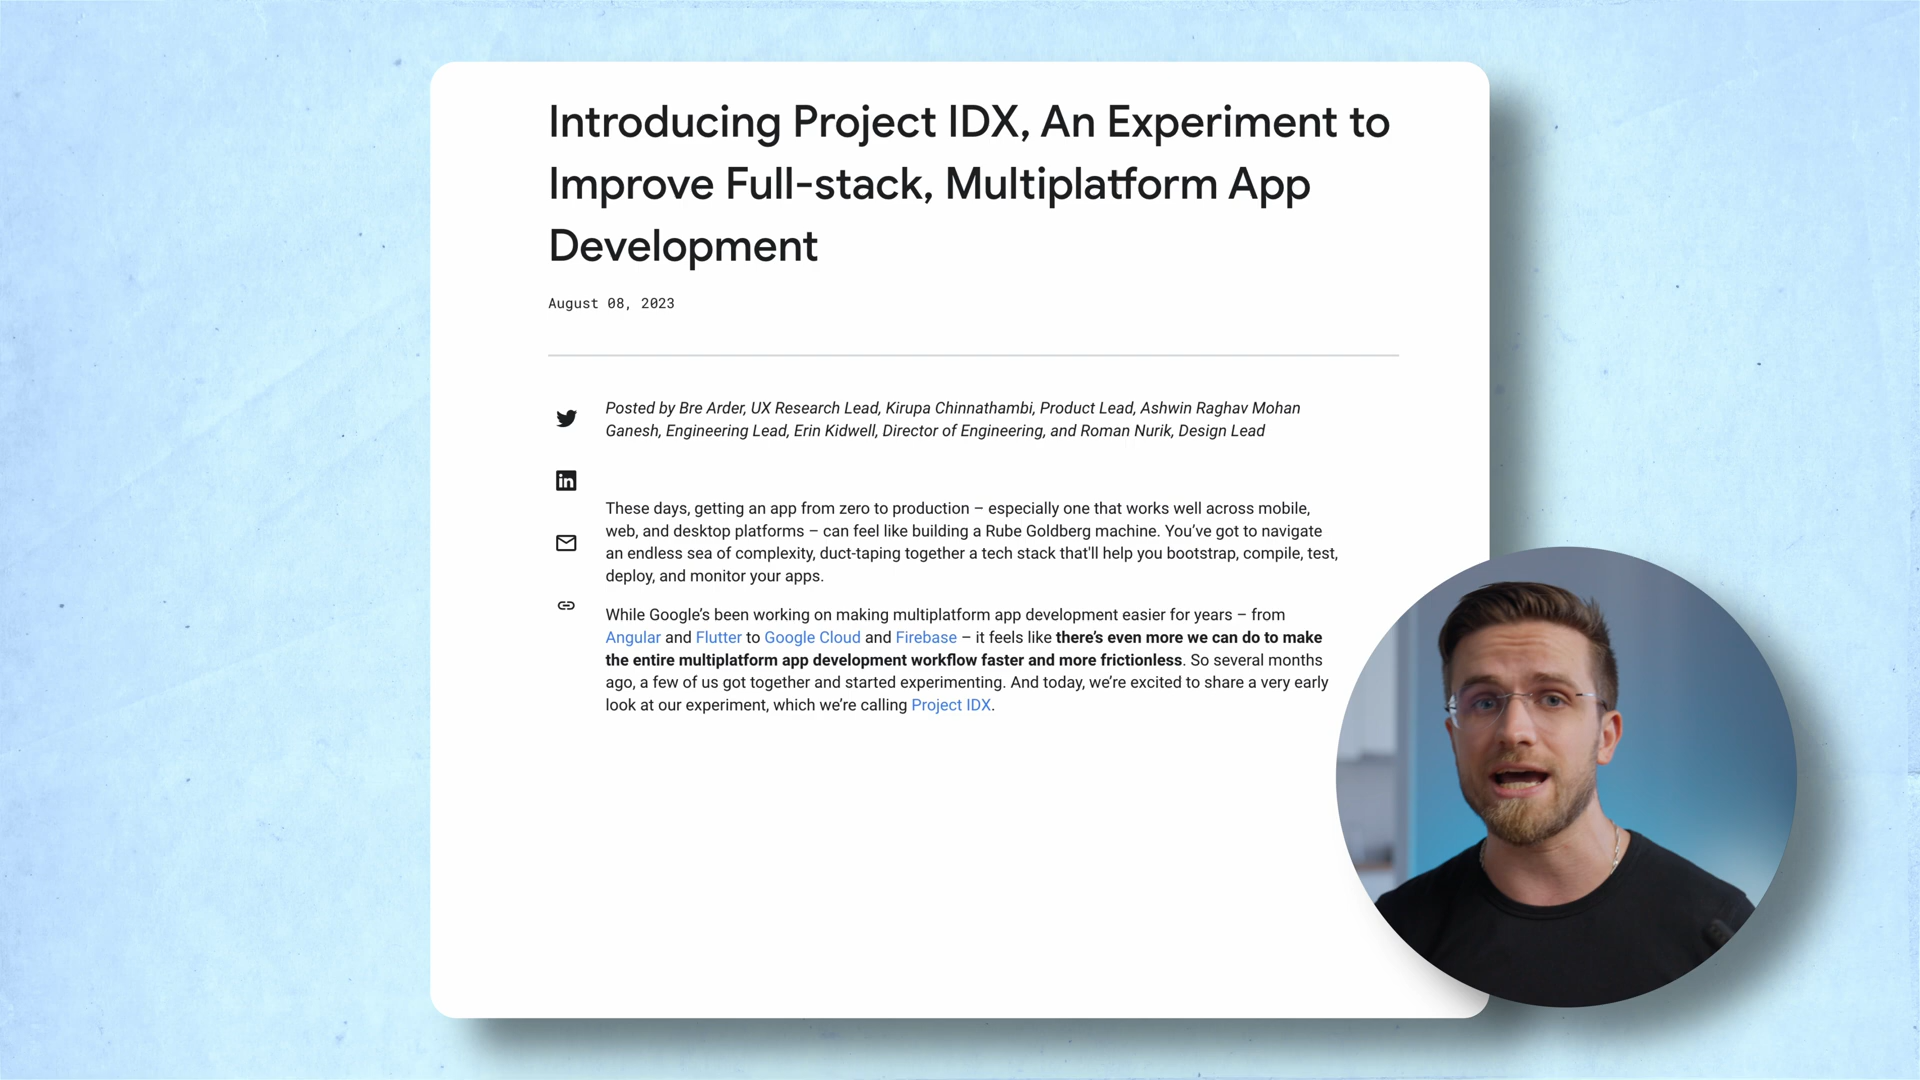 Introducing Project IDX, An Experiment to
Improve Full-stack, Multiplatform App
Development
August 08, 2023
Posted by Bre Arder, UX Research Lead, Kirupa Chinnathambi, Product Lead, Ashwin Raghav Mohan
Ganesh, Engineering Lead, Erin Kidwell, Director of Engineering, and Roman Nurik, Design Lead
in
These days, getting an app from zero to production – especially one that works well across mobile,
web, and desktop platforms – can feel like building a Rube Goldberg machine. You’ve got to navigate
an endless sea of complexity, duct-taping together a tech stack that'll help you bootstrap, compile, test,
deploy, and monitor your apps.
While Google’s been working on making multiplatform app development easier for years – from
Angular and Flutter to Google Cloud and Firebase – it feels like there’s even more we can do to make
the entire multiplatform app development workflow faster and more frictionless. So several months
ago, a few of us got together and started experimenting. And today, we’re excited to share a very early
look at our experiment, which we’re calling Project IDX.